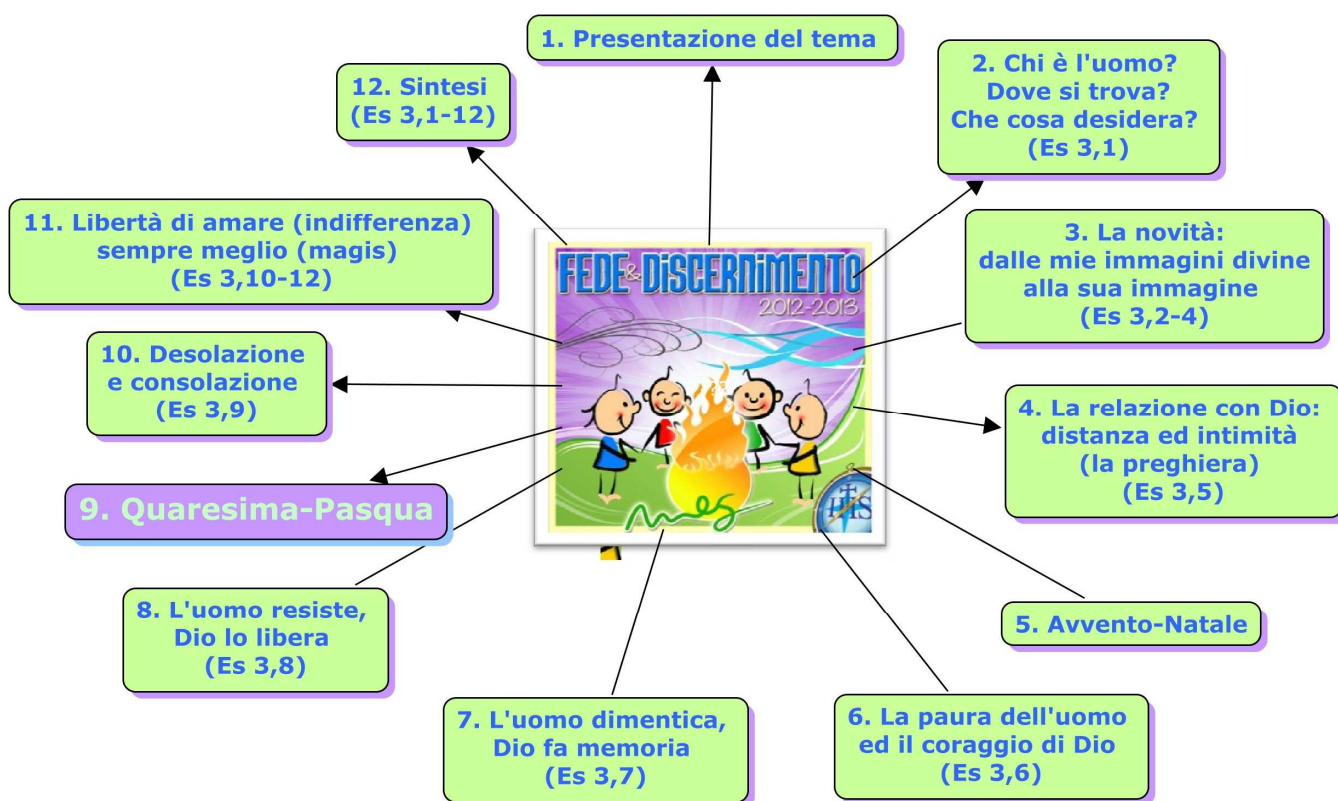 1. Presentazione del tema
2. Chi è l'uomo?
Dove si trova?
Che cosa desidera?
(Es 3,1)
3. La novità:
dalle mie immagini divine
alla sua immagine
(Es 3,2-4)
4. La relazione con Dio:
distanza ed intimità
(la preghiera)
(Es 3,5)
5. Avvento-Natale
6. La paura dell'uomo
ed il coraggio di Dio
(Es 3,6)
7. L'uomo dimentica,
Dio fa memoria
(Es 3,7)
8. L'uomo resiste,
Dio lo libera
(Es 3,8)
9. Quaresima-Pasqua
10. Desolazione
e consolazione
(Es 3,9)
11. Libertà di amare (indifferenza)
sempre meglio (magis)
(Es 3,10-12)
12. Sintesi
(Es 3,1-12)
FEDE & DiSCERNiMENTO
2012-2013
meg
IHS